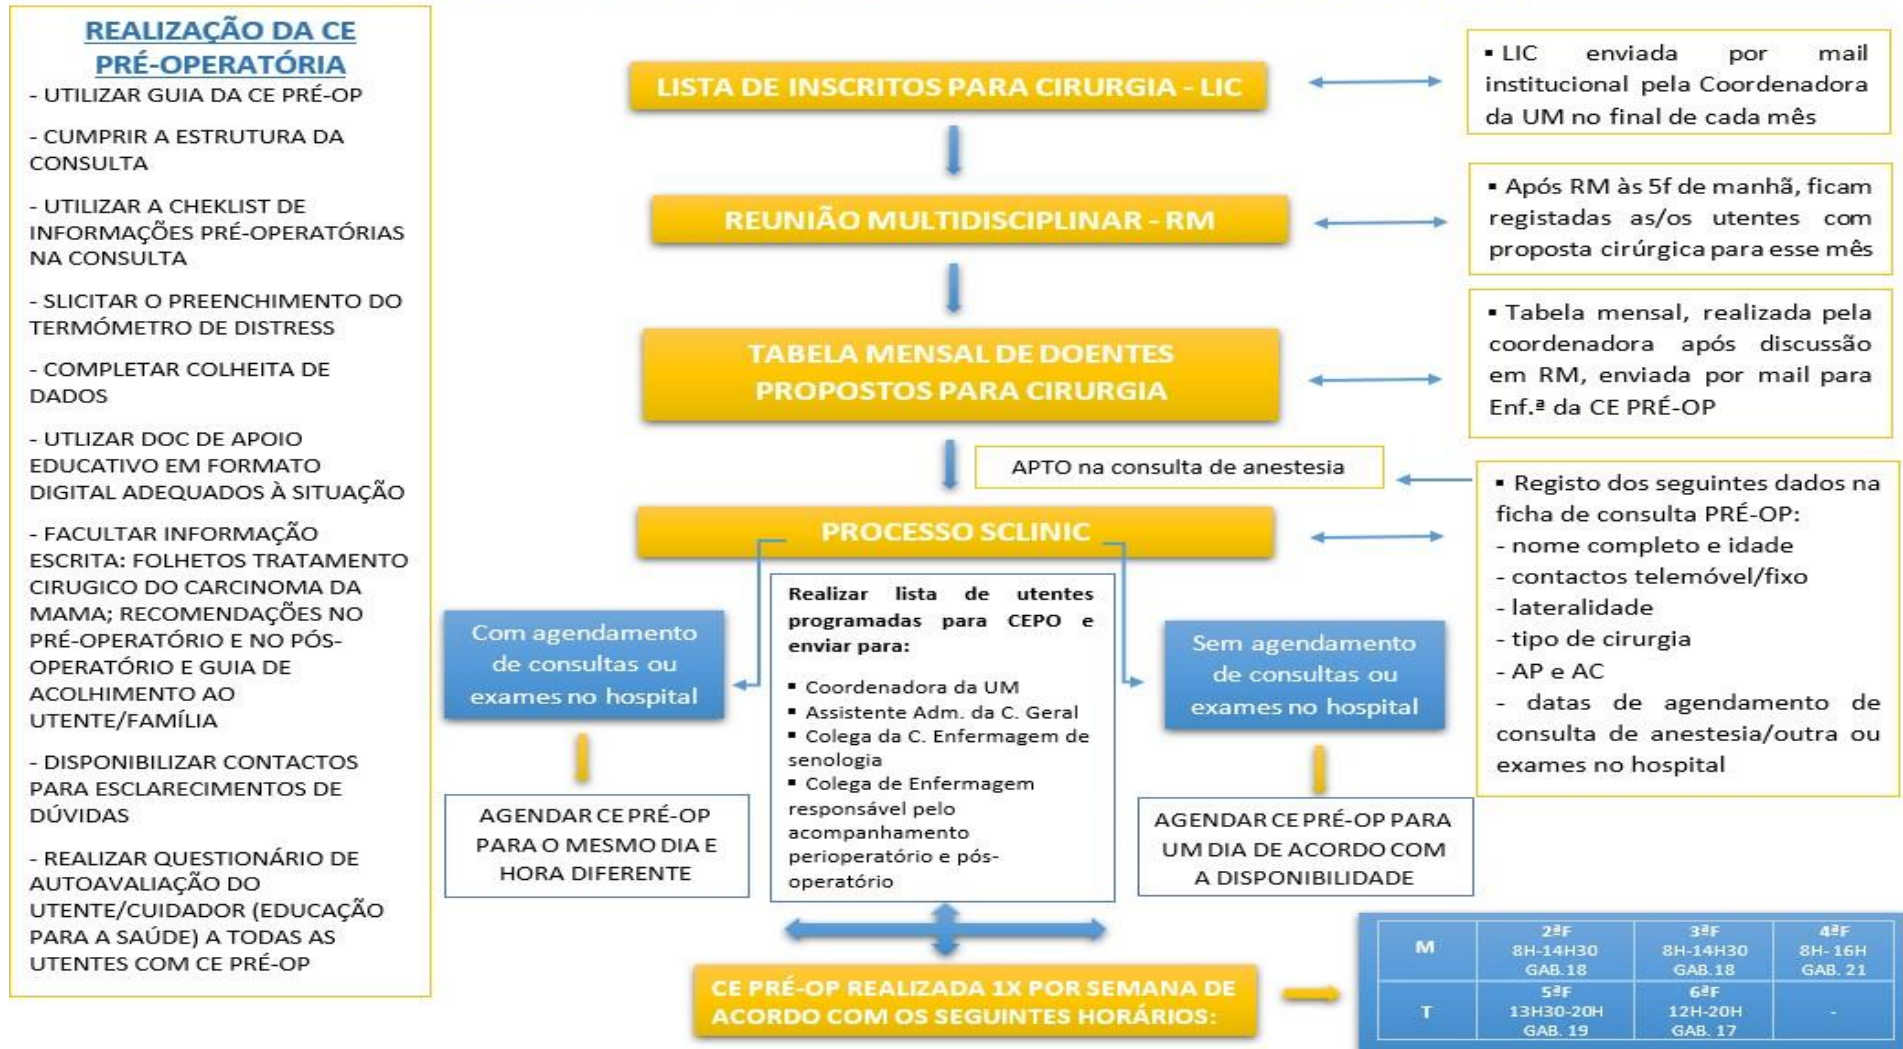 REALIZAÇÃO DA CE
PRÉ-OPERATÓRIA
- UTILIZAR GUIA DA CE PRÉ-OP
- CUMPRIR A ESTRUTURA DA
CONSULTA
- UTILIZAR A CHEKLIST DE
INFORMAÇÕES PRÉ-OPERATÓRIAS
NA CONSULTA
- SLICITAR O PREENCHIMENTO DO
TERMÓMETRO DE DISTRESS
- COMPLETAR COLHEITA DE
DADOS
- UTLIZAR DOC DE APOIO
EDUCATIVO EM FORMATO
DIGITAL ADEQUADOS À SITUAÇÃO
- FACULTAR INFORMAÇÃO
ESCRITA: FOLHETOS TRATAMENTO
CIRUGICO DO CARCINOMA DA
MAMA; RECOMENDAÇÕES NO
PRÉ-OPERATÓRIO E NO PÓS-
OPERATÓRIO E GUIA DE
ACOLHIMENTO AO
UTENTE/FAMÍLIA
- DISPONIBILIZAR CONTACTOS
PARA ESCLARECIMENTOS DE
DÚVIDAS
- REALIZAR QUESTIONÁRIO DE
AUTOAVALIAÇÃO DO
UTENTE/CUIDADOR (EDUCAÇÃO
PARA A SAÚDE) A TODAS AS
UTENTES COM CE PRÉ-OP
LISTA DE INSCRITOS PARA CIRURGIA - LIC
▪ LIC enviada por mail
institucional pela Coordenadora
da UM no final de cada mês
REUNIÃO MULTIDISCIPLINAR - RM
▪ Após RM às 5f de manhã, ficam
registadas as/os utentes com
proposta cirúrgica para esse mês
TABELA MENSAL DE DOENTES
PROPOSTOS PARA CIRURGIA
▪ Tabela mensal, realizada pela
coordenadora após discussão
em RM, enviada por mail para
Enf.ª da CE PRÉ-OP
APTO na consulta de anestesia
PROCESSO SCLINIC
▪ Registo dos seguintes dados na
ficha de consulta PRÉ-OP:
- nome completo e idade
- contactos telemóvel/fixo
- lateralidade
- tipo de cirurgia
- AP e AC
- datas de agendamento de
consulta de anestesia/outra ou
exames no hospital
Com agendamento
de consultas ou
exames no hospital
AGENDAR CE PRÉ-OP
PARA O MESMO DIA E
HORA DIFERENTE
Realizar lista de utentes
programadas para CEPO e
enviar para:
▪ Coordenadora da UM
▪ Assistente Adm. da C. Geral
▪ Colega da C. Enfermagem de
senologia
▪ Colega de Enfermagem
responsável pelo
acompanhamento
perioperatório e pós-
operatório
Sem agendamento
de consultas ou
exames no hospital
AGENDAR CE PRÉ-OP PARA
UM DIA DE ACORDO COM
A DISPONIBILIDADE
CE PRÉ-OP REALIZADA 1X POR SEMANA DE
ACORDO COM OS SEGUINTES HORÁRIOS:
M
2ªF
8H-14H30
GAB.18
3ªF
8H-14H30
GAB.18
4ªF
8H- 16H
GAB. 21
T
5ªF
13H30-20H
GAB. 19
6ªF
12H-20H
GAB. 17
-